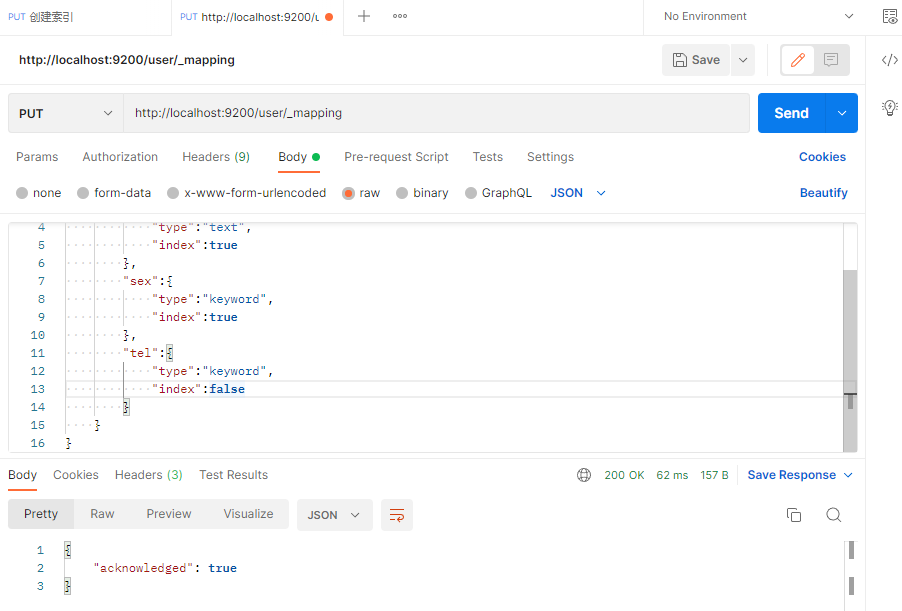 PUT 创建索引 PUT http://localhost:9200/u No Environment
http://localhost:9200/user/_mapping Save
PUT http://localhost:9200/user/_mapping Send
Params Authorization Headers (9) Body Pre-request Script Tests Settings Cookies
none form-data x-www-form-urlencoded raw binary GraphQL JSON Beautify
4 "type":"text",
5 "index":true
6 },
7 "sex":{
8 "type":"keyword",
9 "index":true
10 },
11 "tel":{
12 "type":"keyword",
13 "index":false
14 }
15 }
16 }
Body Cookies Headers (3) Test Results 200 OK 62 ms 157 B Save Response
Pretty Raw Preview Visualize JSON
1 {
2 "acknowledged": true
3 }